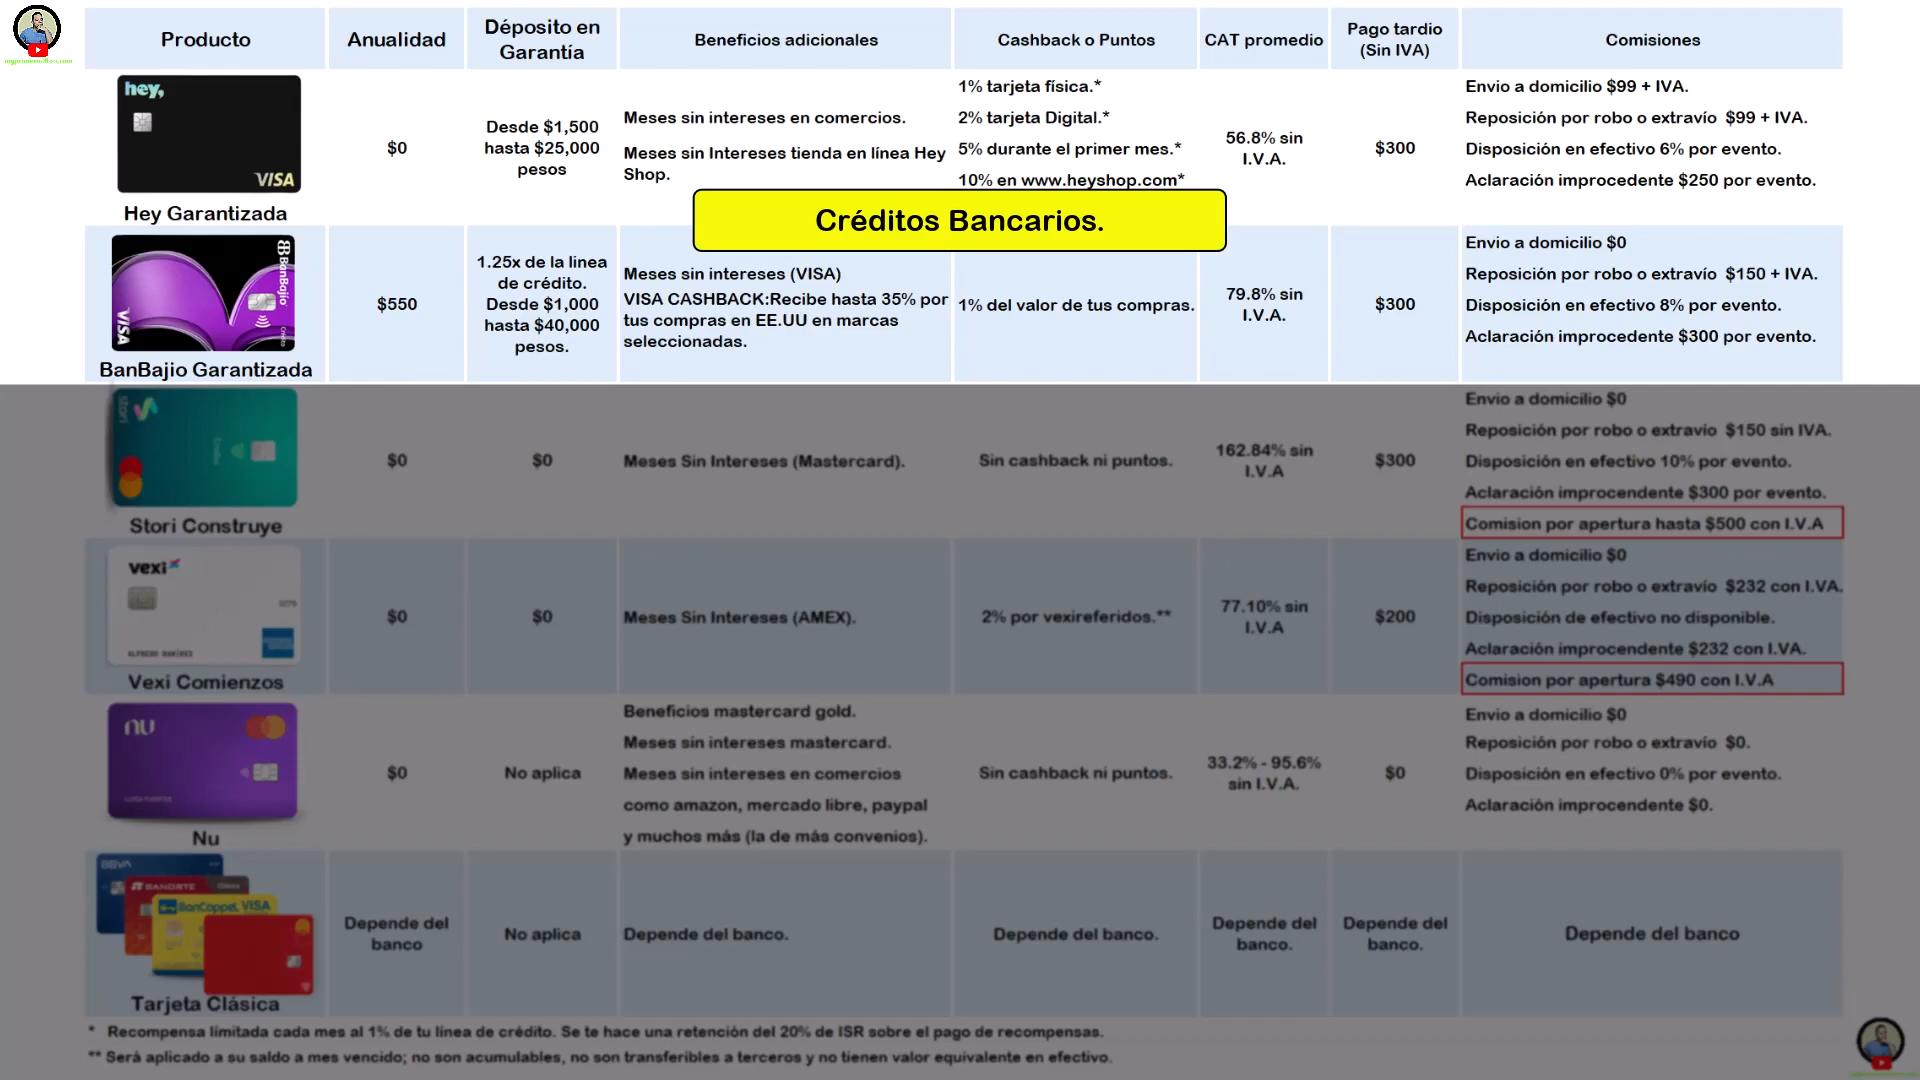 Producto
Anualidad
Déposito en
Garantía
Beneficios adicionales
Cashback o Puntos
CAT promedio
Pago tardio
(Sin IVA)
Comisiones
hey,
VISA
Hey Garantizada
$0
Desde $1,500
hasta $25,000
pesos
Meses sin intereses en comercios.
Meses sin Intereses tienda en línea Hey
Shop.
1% tarjeta física.*
2% tarjeta Digital.*
5% durante el primer mes.*
10% en www.heyshop.com*
56.8% sin
I.V.A.
$300
Envio a domicilio $99 + IVA.
Reposición por robo o extravío $99 + IVA.
Disposición en efectivo 6% por evento.
Aclaración improcedente $250 por evento.
Créditos Bancarios.
BanBajío
VISA
Crédito
BanBajio Garantizada
$550
1.25x de la linea
de crédito.
Desde $1,000
hasta $40,000
pesos.
Meses sin intereses (VISA)
VISA CASHBACK:Recibe hasta 35% por
tus compras en EE.UU en marcas
seleccionadas.
1% del valor de tus compras.
79.8% sin
I.V.A.
$300
Envio a domicilio $0
Reposición por robo o extravío $150 + IVA.
Disposición en efectivo 8% por evento.
Aclaración improcedente $300 por evento.
stori
Stori Construye
$0
$0
Meses Sin Intereses (Mastercard).
Sin cashback ni puntos.
162.84% sin
I.V.A
$300
Envio a domicilio $0
Reposición por robo o extravío $150 sin IVA.
Disposición en efectivo 10% por evento.
Aclaración improcendente $300 por evento.
Comision por apertura hasta $500 con I.V.A
vexi
ALFREDO RAMÍREZ
Vexi Comienzos
$0
$0
Meses Sin Intereses (AMEX).
2% por vexireferidos.**
77.10% sin
I.V.A
$200
Envio a domicilio $0
Reposición por robo o extravío $232 con I.VA.
Disposición de efectivo no disponible.
Aclaración improcendente $232 con I.VA.
Comision por apertura $490 con I.V.A
nu
Nu
$0
No aplica
Beneficios mastercard gold.
Meses sin intereses mastercard.
Meses sin intereses en comercios
como amazon, mercado libre, paypal
y muchos más (la de más convenios).
Sin cashback ni puntos.
33.2% - 95.6%
sin I.V.A.
$0
Envio a domicilio $0
Reposición por robo o extravío $0.
Disposición en efectivo 0% por evento.
Aclaración improcendente $0.
BBVA
BANORTE
Clásica
BanCoppel VISA
Tarjeta Clásica
Depende del
banco
No aplica
Depende del banco.
Depende del banco.
Depende del
banco.
Depende del
banco.
Depende del banco
* Recompensa limitada cada mes al 1% de tu línea de crédito. Se te hace una retención del 20% de ISR sobre el pago de recompensas.
** Será aplicado a su saldo a mes vencido; no son acumulables, no son transferibles a terceros y no tienen valor equivalente en efectivo.